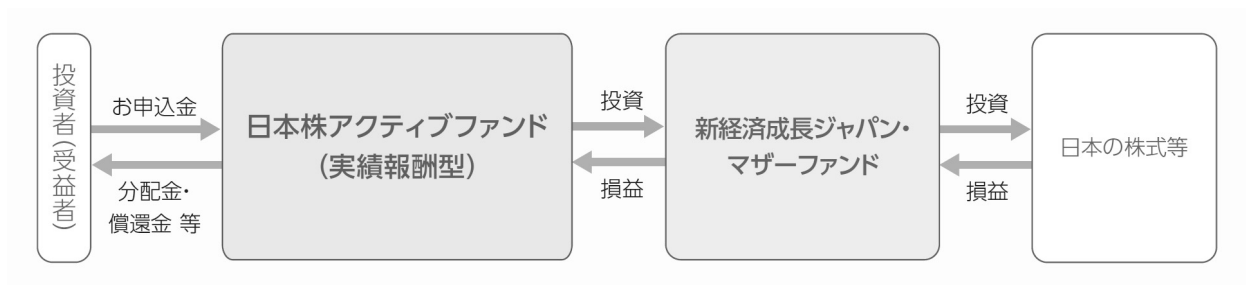 投資者(受益者)
お申込金
分配金・
償還金 等
日本株アクティブファンド
(実績報酬型)
投資
損益
新経済成長ジャパン・
マザーファンド
投資
損益
日本の株式等